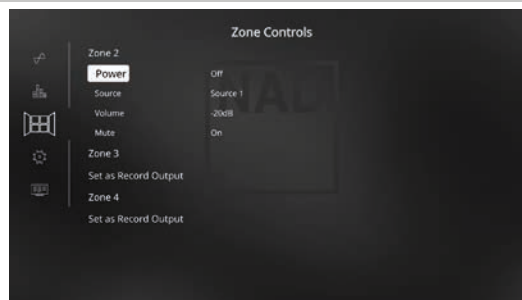 Zone Controls
Zone 2
Power Off
Source Source 1
Volume -20dB
Mute On
Zone 3
Set as Record Output
Zone 4
Set as Record Output
NAD